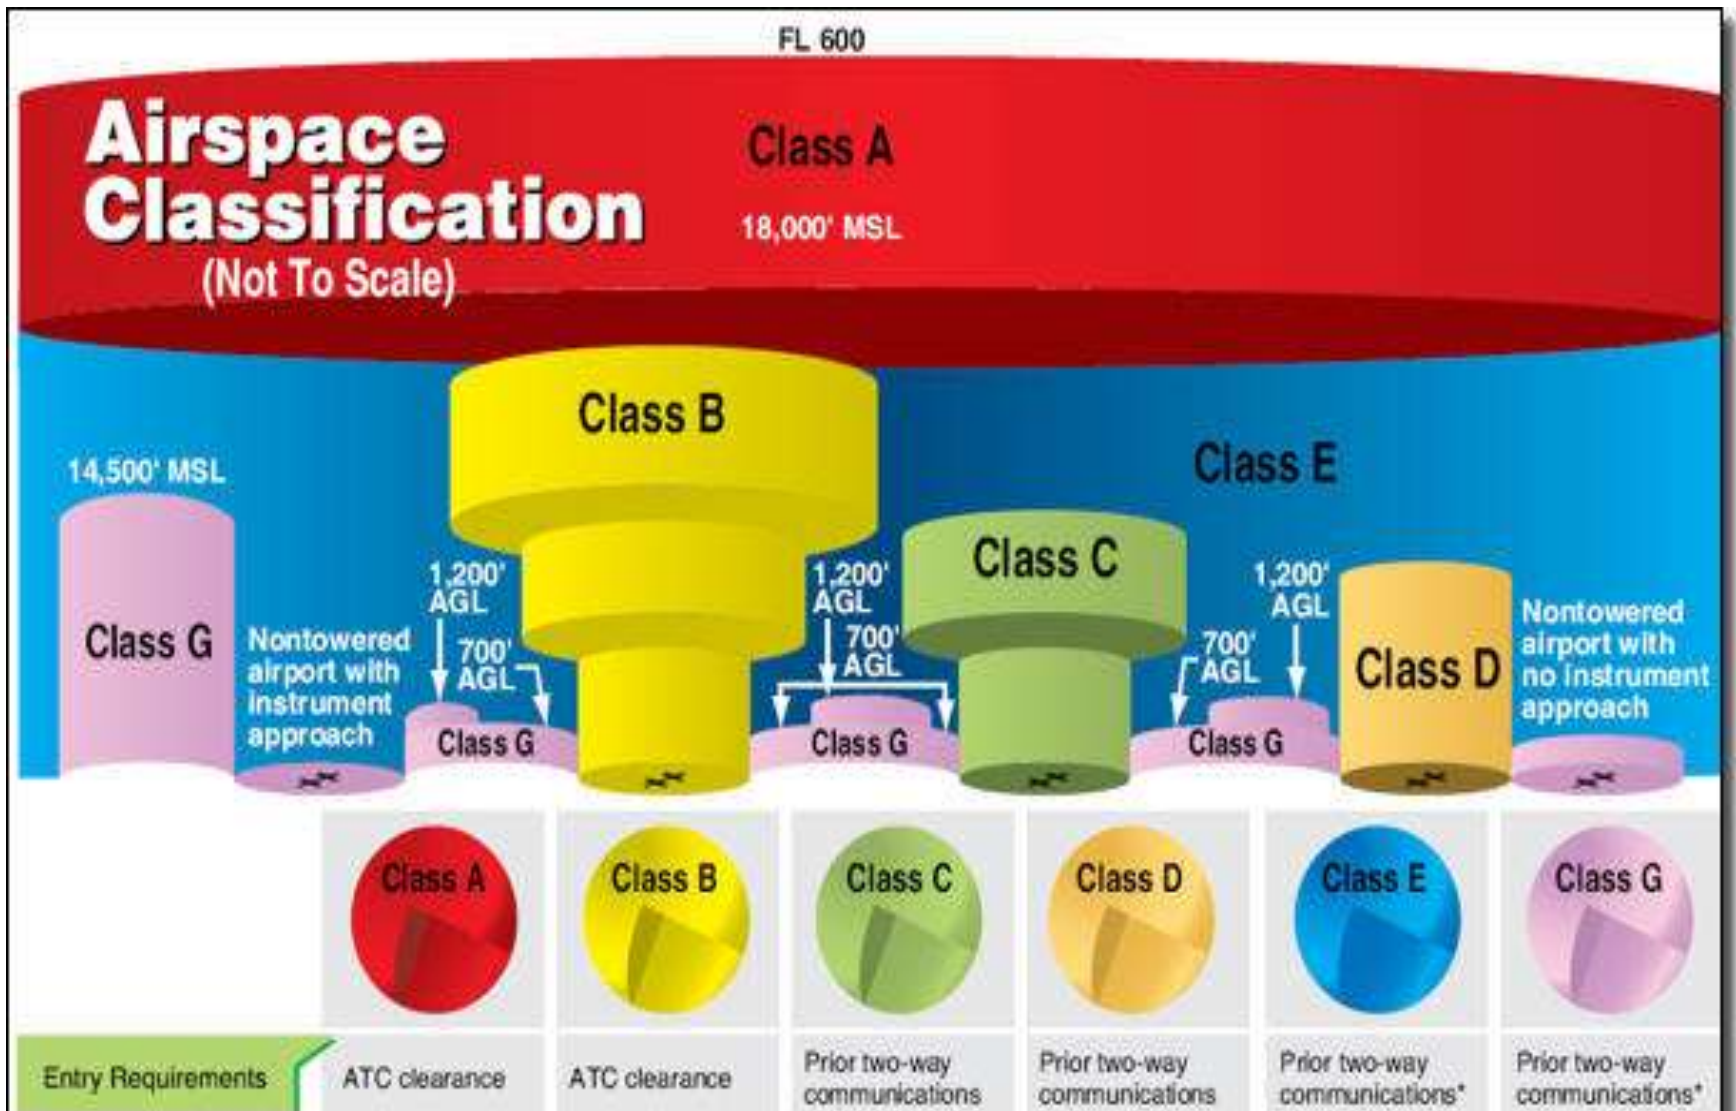 FL 600
Airspace
Classification
(Not To Scale)
Class A
18,000' MSL
Class B
Class E
14,500' MSL
Class G
Nontowered
airport with
instrument
approach
1,200'
AGL
700'
AGL
Class G
1,200'
AGL
700'
AGL
Class G
Class C
1,200'
AGL
700'
AGL
Class G
Class D
Nontowered
airport with
no instrument
approach
Class A
Class B
Class C
Class D
Class E
Class G
Entry Requirements
ATC clearance
ATC clearance
Prior two-way
communications
Prior two-way
communications
Prior two-way
communications*
Prior two-way
communications*